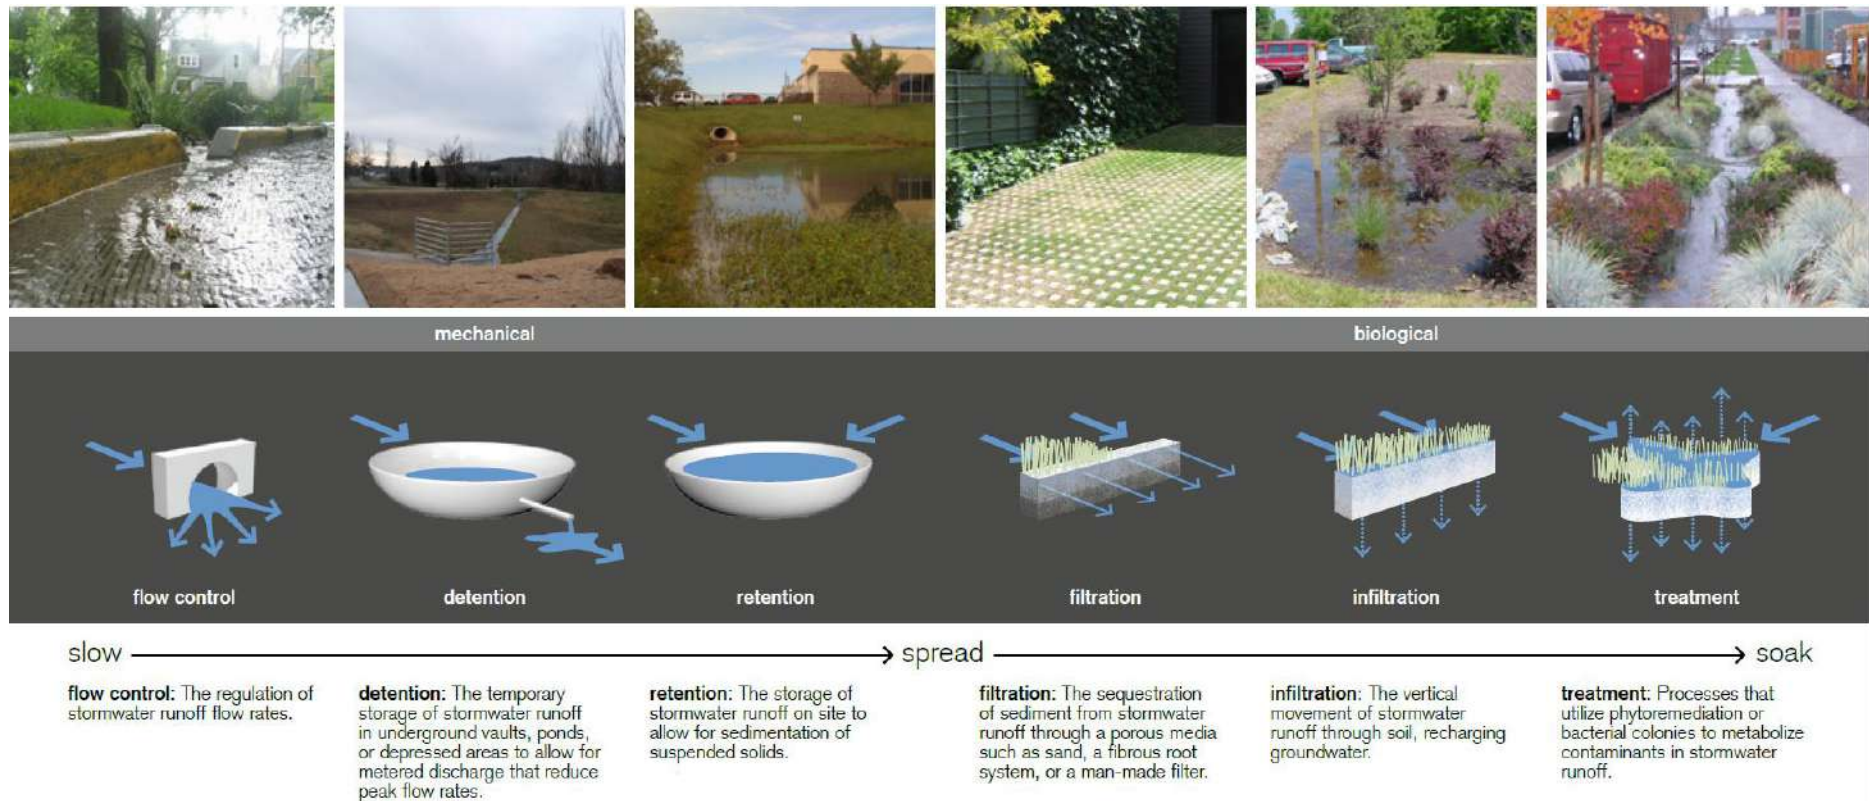 mechanical
biological
flow control
detention
retention
filtration
infiltration
treatment
slow
spread
soak
flow control: The regulation of
stormwater runoff flow rates.
detention: The temporary
storage of stormwater runoff
in underground vaults, ponds,
or depressed areas to allow for
metered discharge that reduce
peak flow rates.
retention: The storage of
stormwater runoff on site to
allow for sedimentation of
suspended solids.
filtration: The sequestration
of sediment from stormwater
runoff through a porous media
such as sand, a fibrous root
system, or a man-made filter.
infiltration: The vertical
movement of stormwater
runoff through soil, recharging
groundwater.
treatment: Processes that
utilize phytoremediation or
bacterial colonies to metabolize
contaminants in stormwater
runoff.